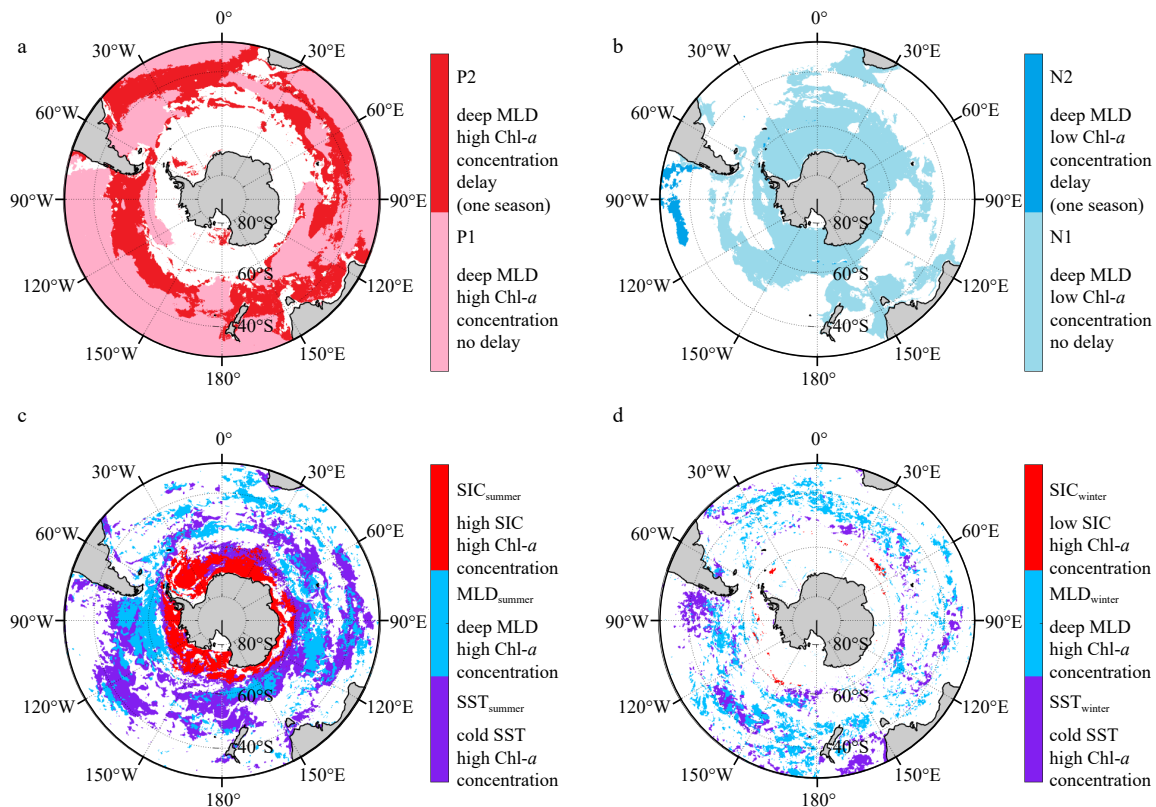 a
0°
30°E
60°E
90°E
120°E
150°E
180°
150°W
120°W
90°W
60°W
30°W
80°S
60°S
40°S
P2
deep MLD
high Chl-a
concentration
delay
(one season)
P1
deep MLD
high Chl-a
concentration
no delay
b
0°
30°E
60°E
90°E
120°E
150°E
180°
150°W
120°W
90°W
60°W
30°W
80°S
60°S
40°S
N2
deep MLD
low Chl-a
concentration
delay
(one season)
N1
deep MLD
low Chl-a
concentration
no delay
c
0°
30°E
60°E
90°E
120°E
150°E
180°
150°W
120°W
90°W
60°W
30°W
80°S
60°S
40°S
SICsummer
high SIC
high Chl-a
concentration
MLDsummer
deep MLD
high Chl-a
concentration
SSTsummer
cold SST
high Chl-a
concentration
d
0°
30°E
60°E
90°E
120°E
150°E
180°
150°W
120°W
90°W
60°W
30°W
80°S
60°S
40°S
SICwinter
low SIC
high Chl-a
concentration
MLDwinter
deep MLD
high Chl-a
concentration
SSTwinter
cold SST
high Chl-a
concentration